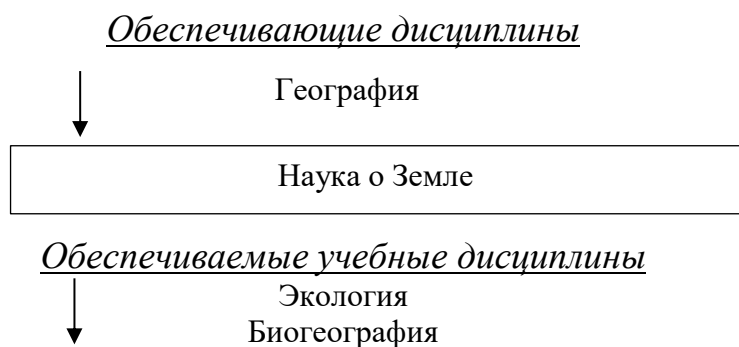 Обеспечивающие дисциплины
География
Наука о Земле
Обеспечиваемые учебные дисциплины
Экология
Биогеография